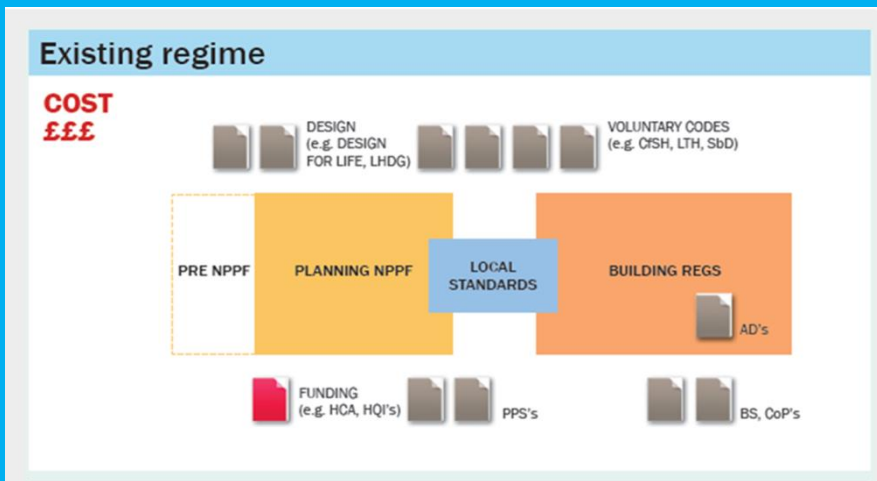 Existing regime
COST
£££
DESIGN
(e.g. DESIGN
FOR LIFE, LHDG)
VOLUNTARY CODES
(e.g. CfSH, LTH, SbD)
PRE NPPF
PLANNING NPPF
LOCAL
STANDARDS
BUILDING REGS
AD's
FUNDING
(e.g. HCA, HQI's)
PPS's
BS, CoP's